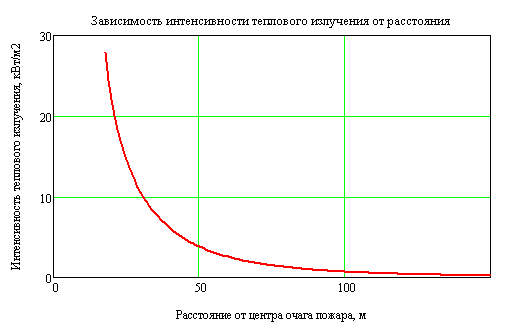 Зависимость интенсивности теплового излучения от расстояния
Интенсивность теплового излучения, кВт/м2
30
20
10
0
0
50
100
Расстояние от центра очага пожара, м